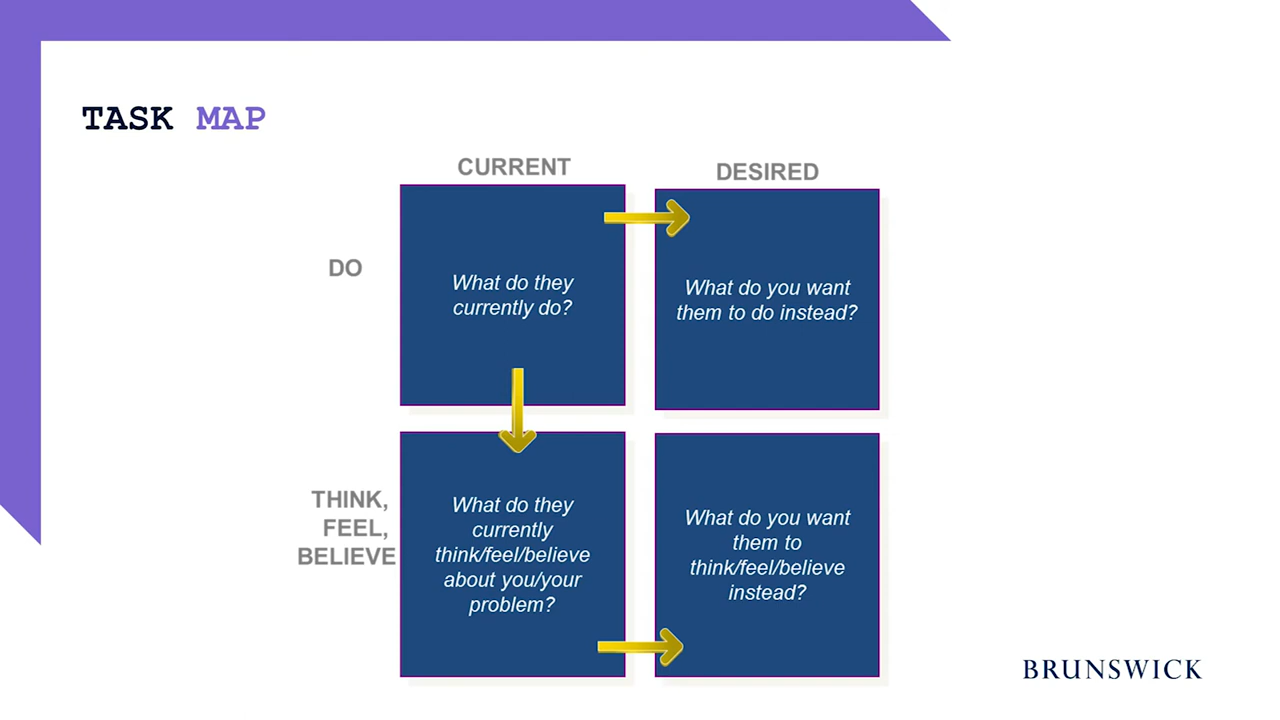 TASK MAP
CURRENT
DESIRED
DO
What do they
currently do?
What do you want
them to do instead?
THINK,
FEEL,
BELIEVE
What do they
currently
think/feel/believe
about you/your
problem?
What do you want
them to
think/feel/believe
instead?
BRUNSWICK